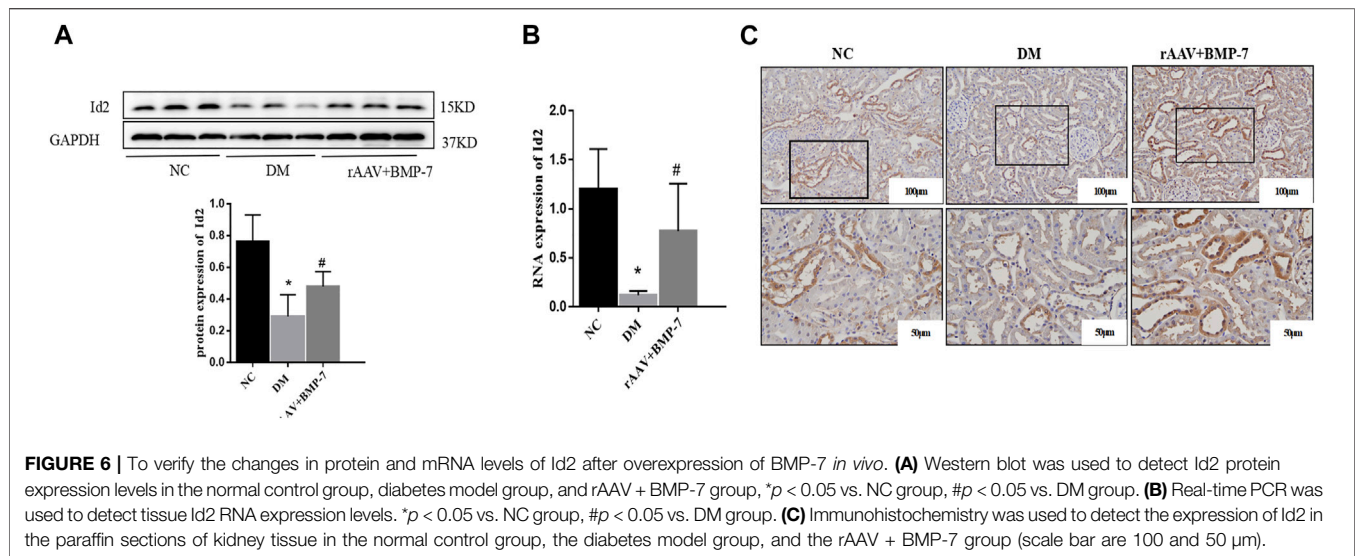 A
Id2
15KD
GAPDH
37KD
NC
DM
rAAV+BMP-7
protein expression of Id2
0.8
0.6
0.4
0.2
0.0
1.0
*
#
NC
DM
rAAV+BMP-7
B
RNA expression of Id2
2.0
1.5
1.0
0.5
0.0
*
#
NC
DM
rAAV+BMP-7
C
NC
DM
rAAV+BMP-7
100µm
100µm
100µm
50µm
50µm
50µm
FIGURE 6 | To verify the changes in protein and mRNA levels of Id2 after overexpression of BMP-7 in vivo. (A) Western blot was used to detect Id2 protein
expression levels in the normal control group, diabetes model group, and rAAV + BMP-7 group, *p < 0.05 vs. NC group, #p < 0.05 vs. DM group. (B) Real-time PCR was
used to detect tissue Id2 RNA expression levels. *p < 0.05 vs. NC group, #p < 0.05 vs. DM group. (C) Immunohistochemistry was used to detect the expression of Id2 in
the paraffin sections of kidney tissue in the normal control group, the diabetes model group, and the rAAV + BMP-7 group (scale bar are 100 and 50 µm).